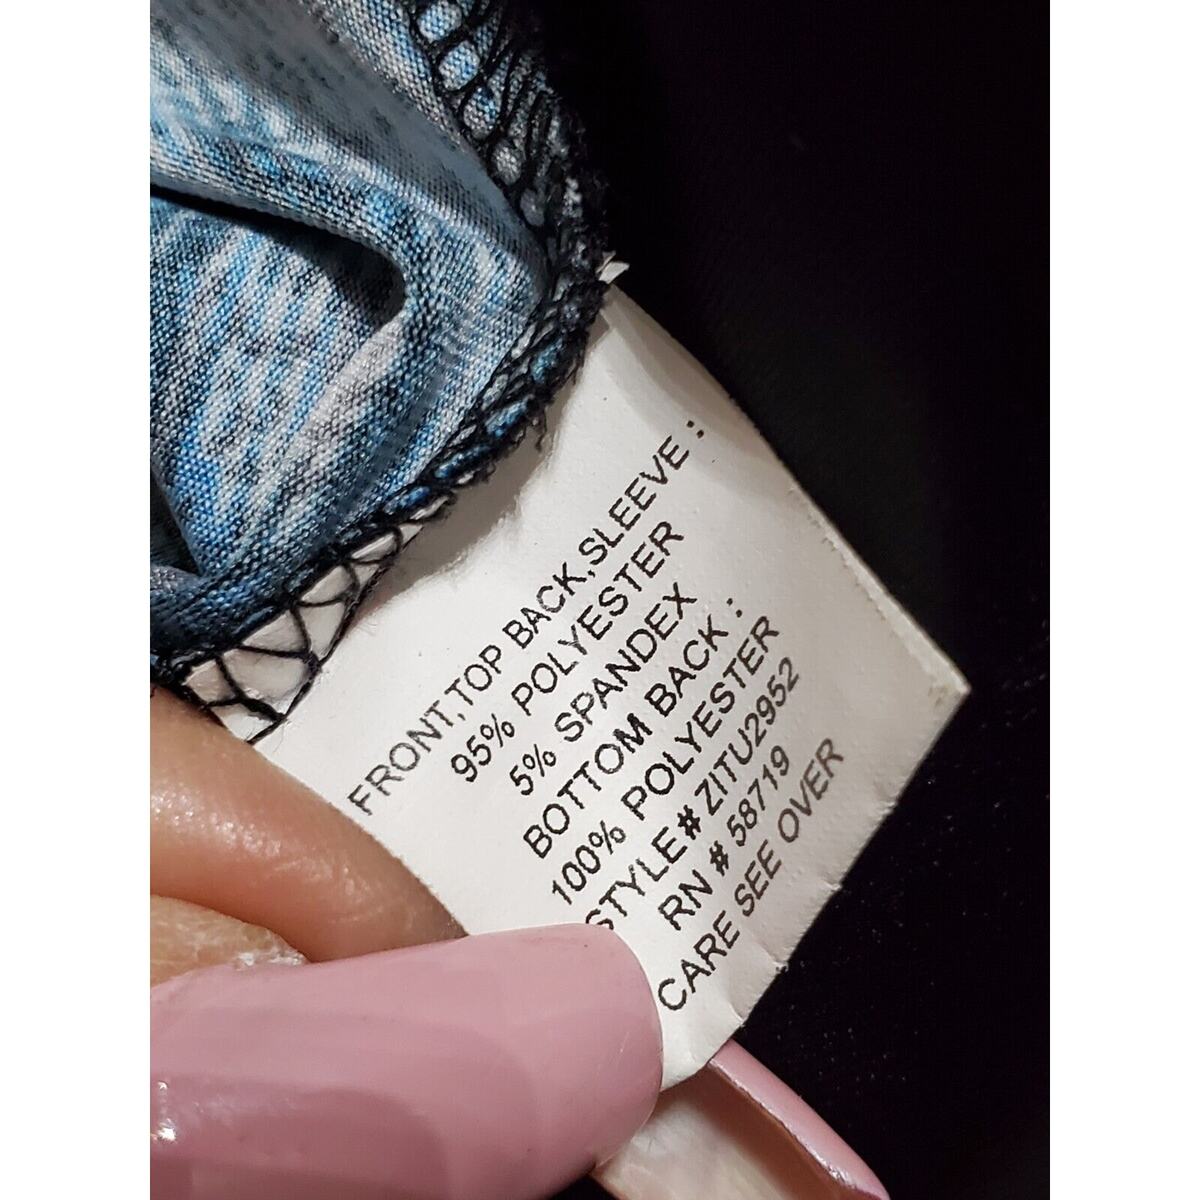 FRONT,TOP BACK,SLEEVE :
95% POLYESTER
5% SPANDEX
BOTTOM BACK :
100% POLYESTER
STYLE# ZITU2952
RN # 58719
CARE SEE OVER